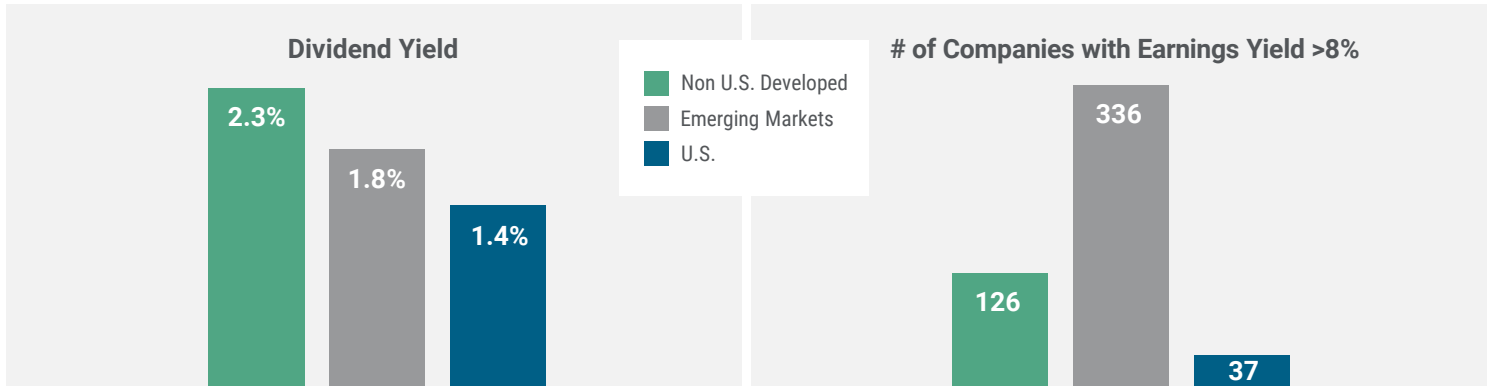 Dividend Yield
2.3%
1.8%
1.4%
Non U.S. Developed
Emerging Markets
U.S.
# of Companies with Earnings Yield >8%
126
336
37